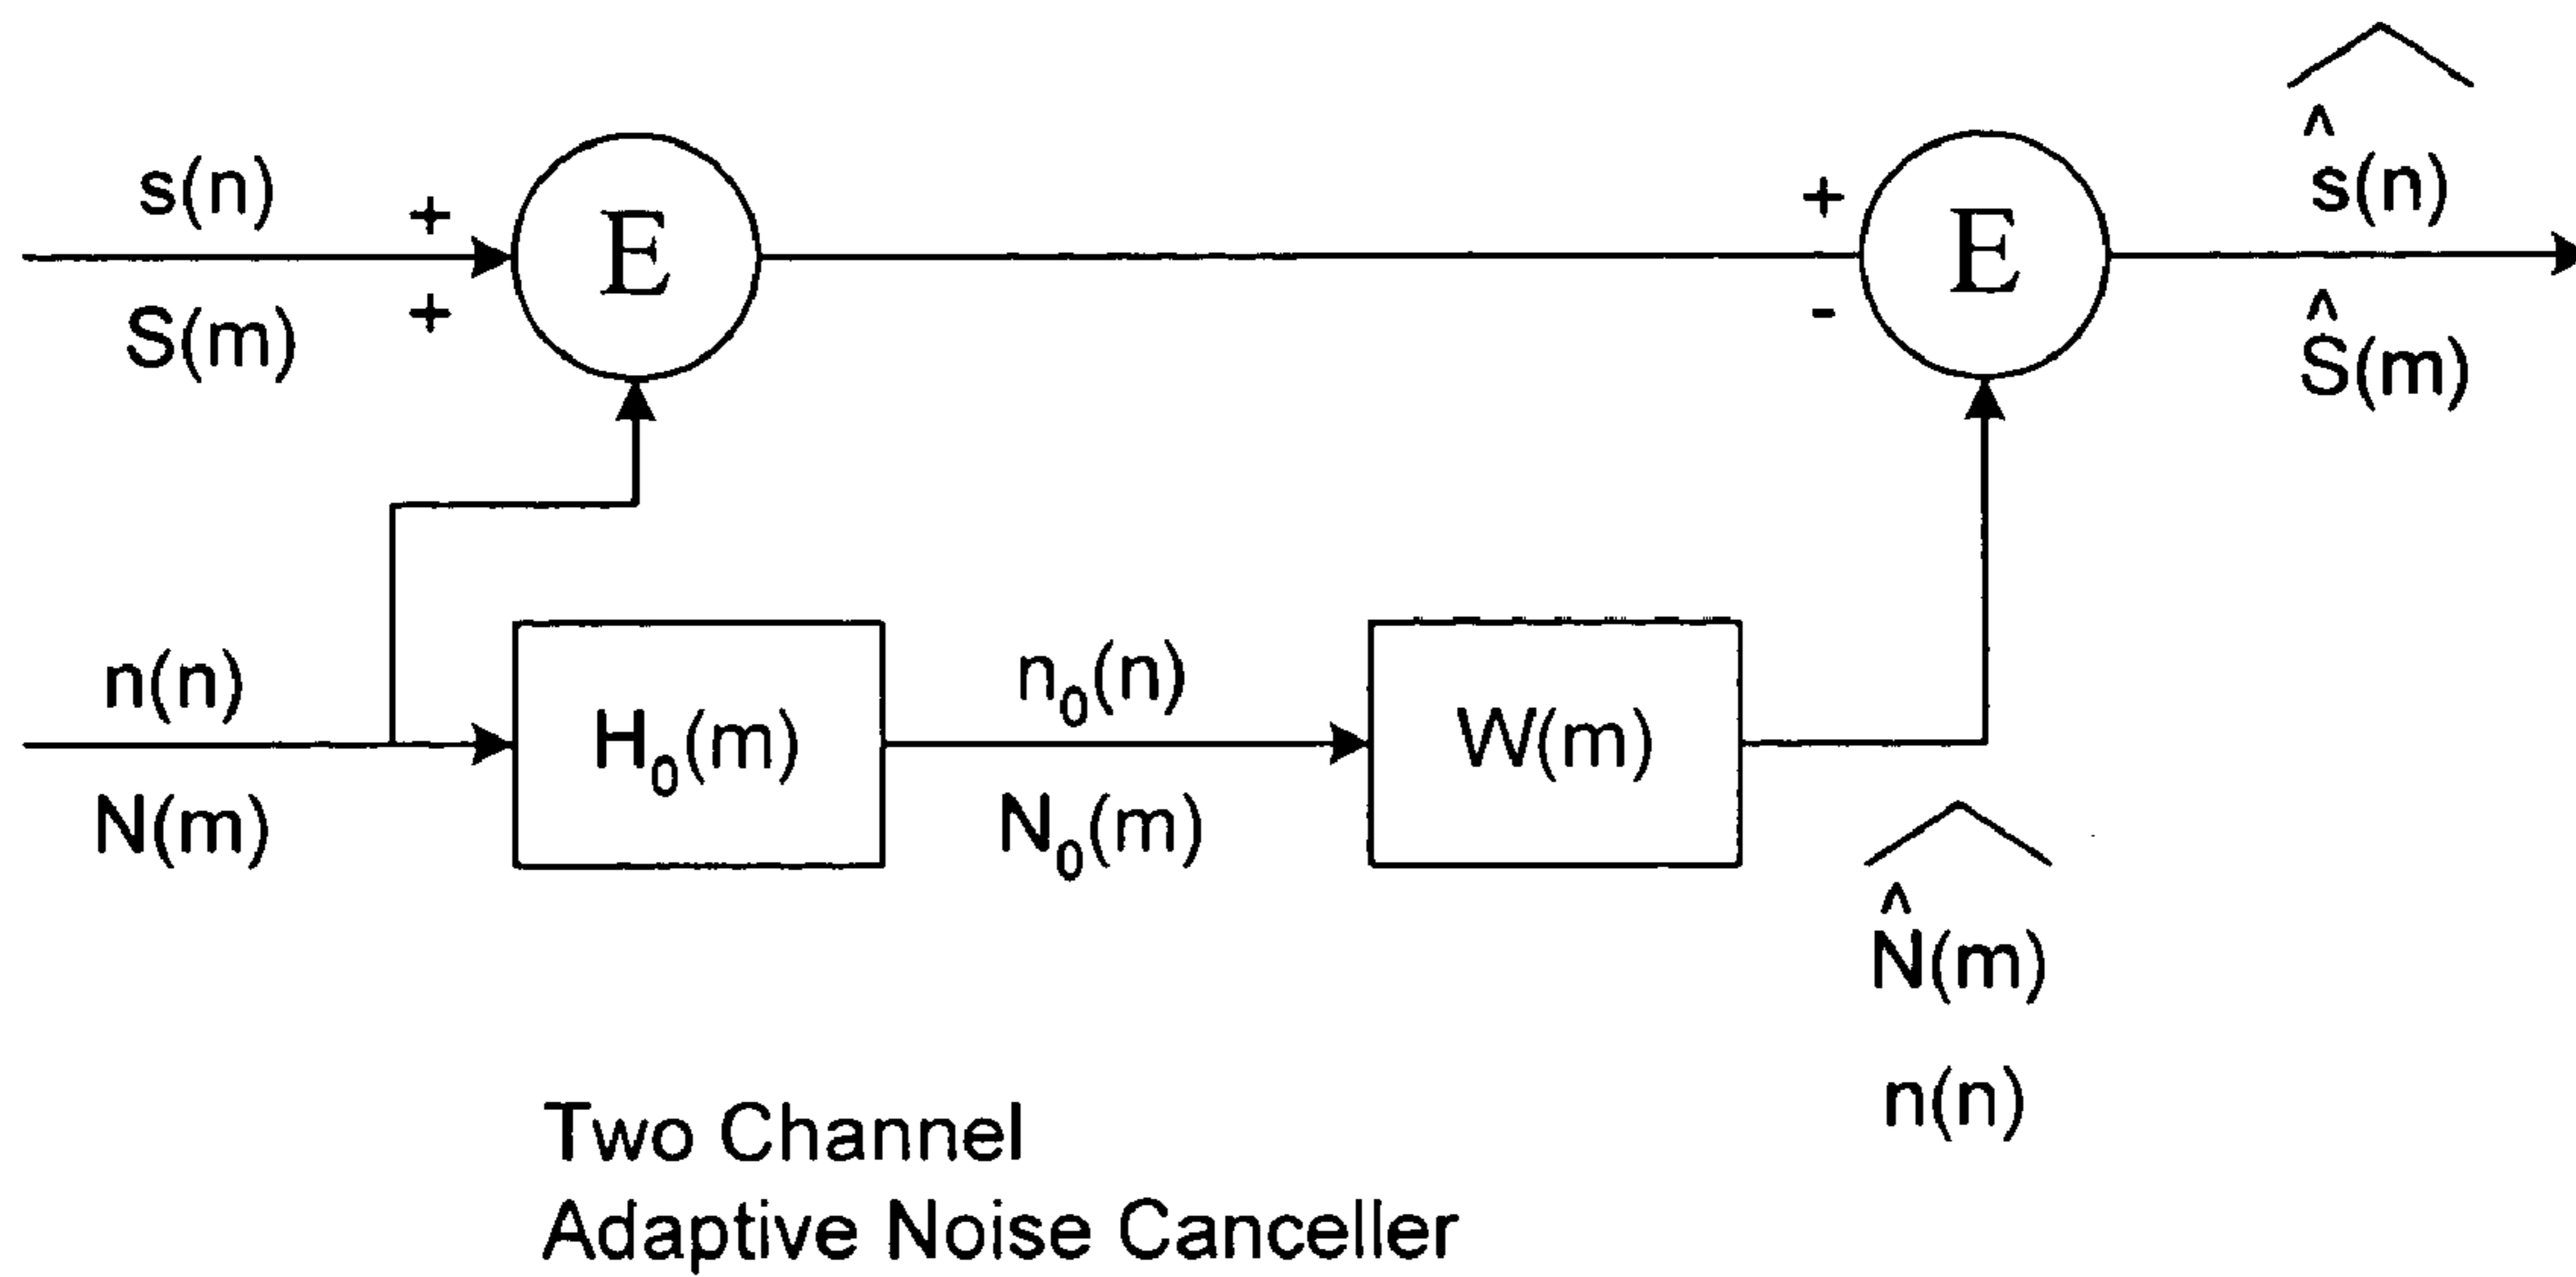 s(n)
S(m)
+
+
E
+
-
E
^
ŝ(n)
Ŝ(m)
n(n)
N(m)
H₀(m)
n₀(n)
N₀(m)
W(m)
^
N̂(m)
n(n)
Two Channel
Adaptive Noise Canceller